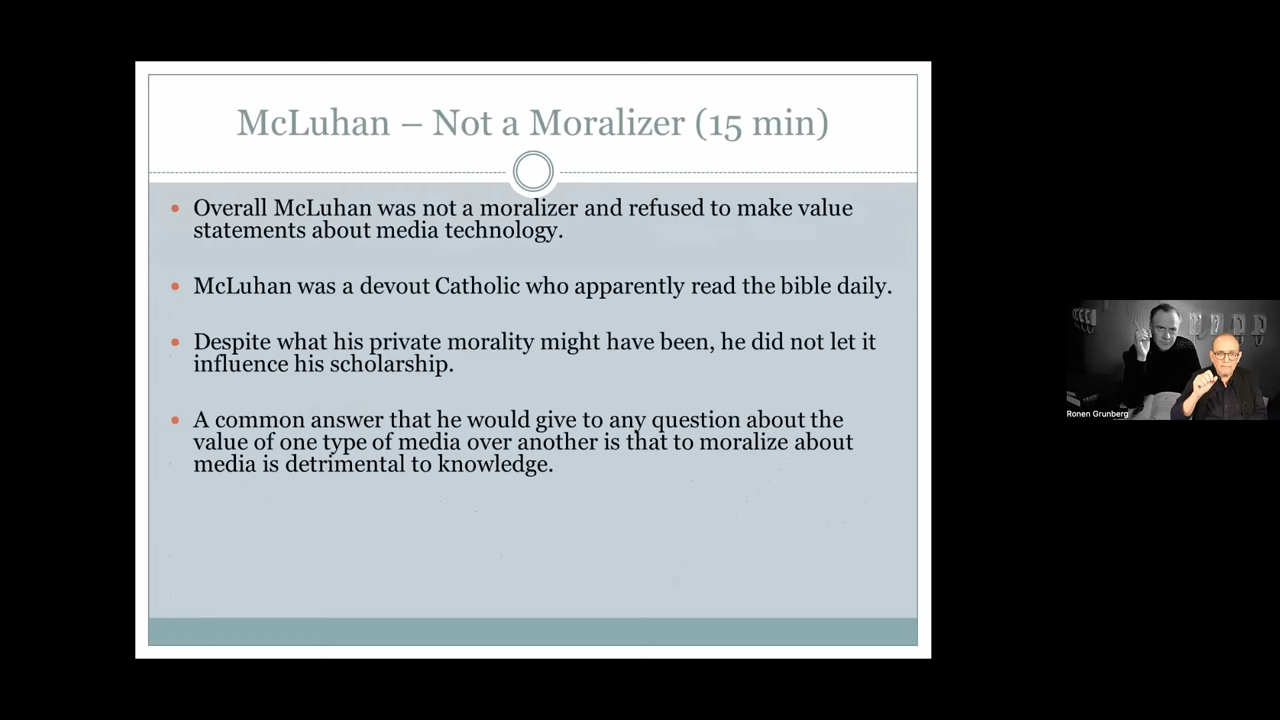 McLuhan – Not a Moralizer (15 min)
Overall McLuhan was not a moralizer and refused to make value
statements about media technology.
McLuhan was a devout Catholic who apparently read the bible daily.
Despite what his private morality might have been, he did not let it
influence his scholarship.
A common answer that he would give to any question about the
value of one type of media over another is that to moralize about
media is detrimental to knowledge.
Ronen Grunberg